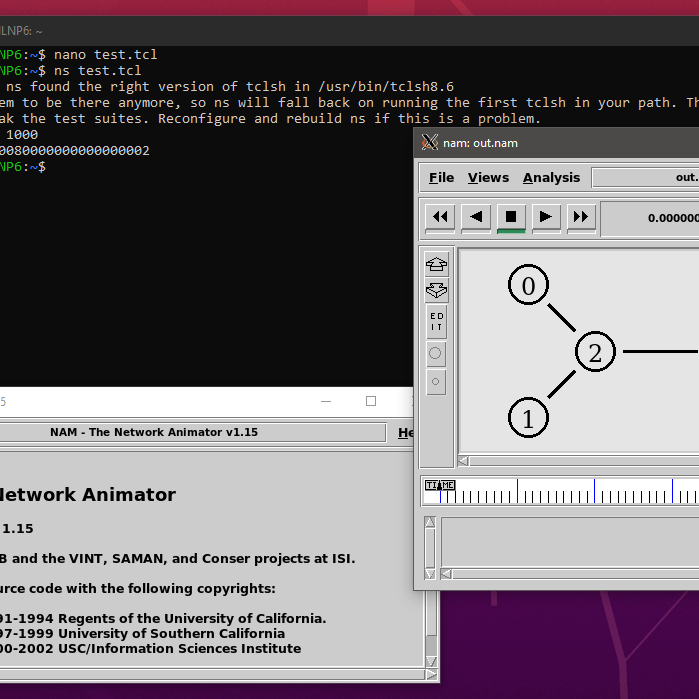 LNP6: ~
NP6:~$ nano test.tcl
NP6:~$ ns test.tcl
ns found the right version of tclsh in /usr/bin/tclsh8.6
em to be there anymore, so ns will fall back on running the first tclsh in your path. Th
ak the test suites. Reconfigure and rebuild ns if this is a problem.
1000
0080000000000000002
NP6:~$
nam: out.nam
File Views Analysis out.
0.000000
0
EDIT
2
1
TIME
5
NAM - The Network Animator v1.15 He
Network Animator
1.15
B and the VINT, SAMAN, and Conser projects at ISI.
urce code with the following copyrights:
91-1994 Regents of the University of California.
97-1999 University of Southern California
00-2002 USC/Information Sciences Institute